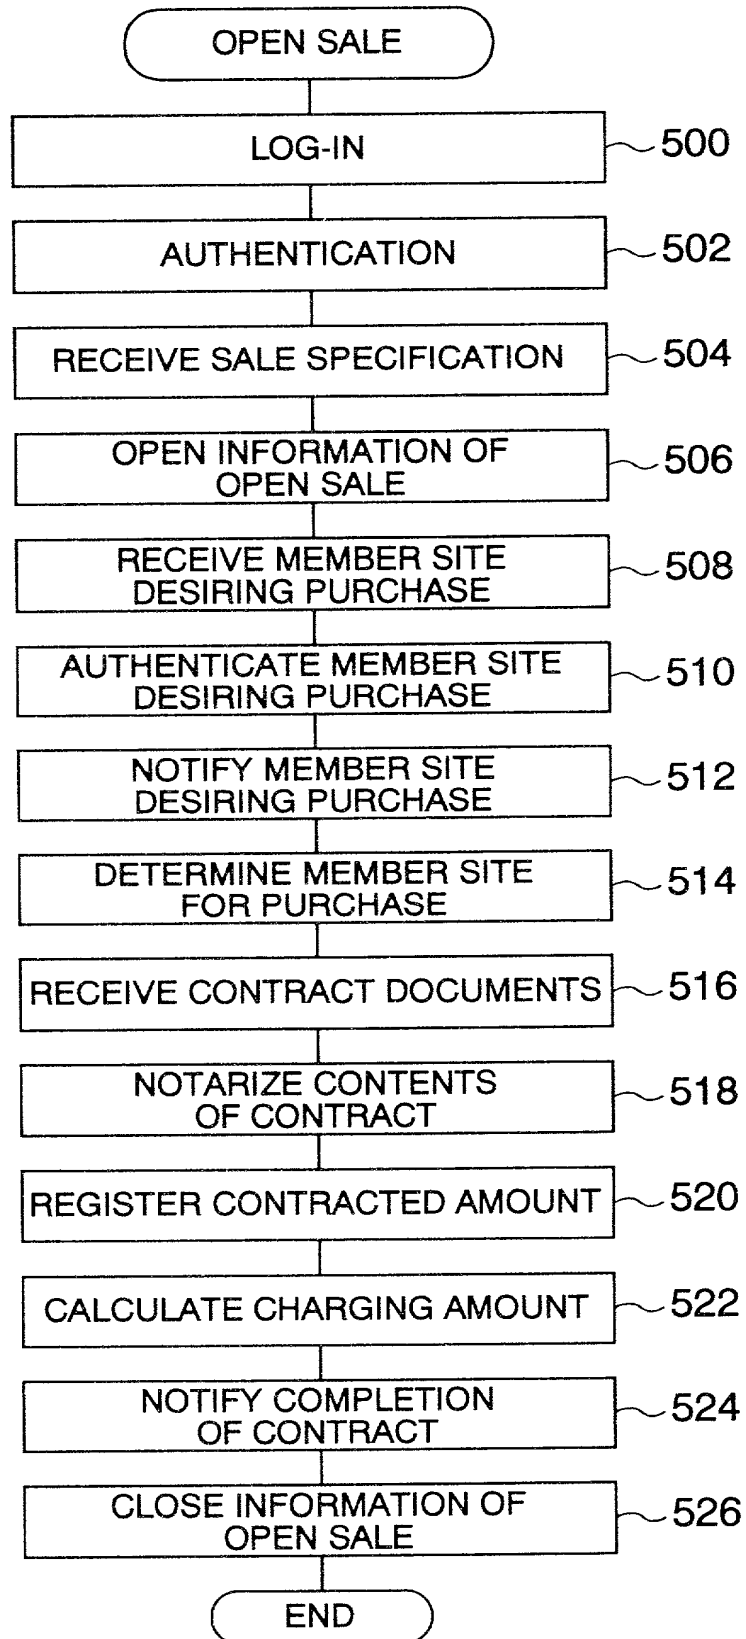 OPEN SALE
LOG-IN
500
AUTHENTICATION
502
RECEIVE SALE SPECIFICATION
504
OPEN INFORMATION OF
OPEN SALE
506
RECEIVE MEMBER SITE
DESIRING PURCHASE
508
AUTHENTICATE MEMBER SITE
DESIRING PURCHASE
510
NOTIFY MEMBER SITE
DESIRING PURCHASE
512
DETERMINE MEMBER SITE
FOR PURCHASE
514
RECEIVE CONTRACT DOCUMENTS
516
NOTARIZE CONTENTS
OF CONTRACT
518
REGISTER CONTRACTED AMOUNT
520
CALCULATE CHARGING AMOUNT
522
NOTIFY COMPLETION
OF CONTRACT
524
CLOSE INFORMATION OF
OPEN SALE
526
END